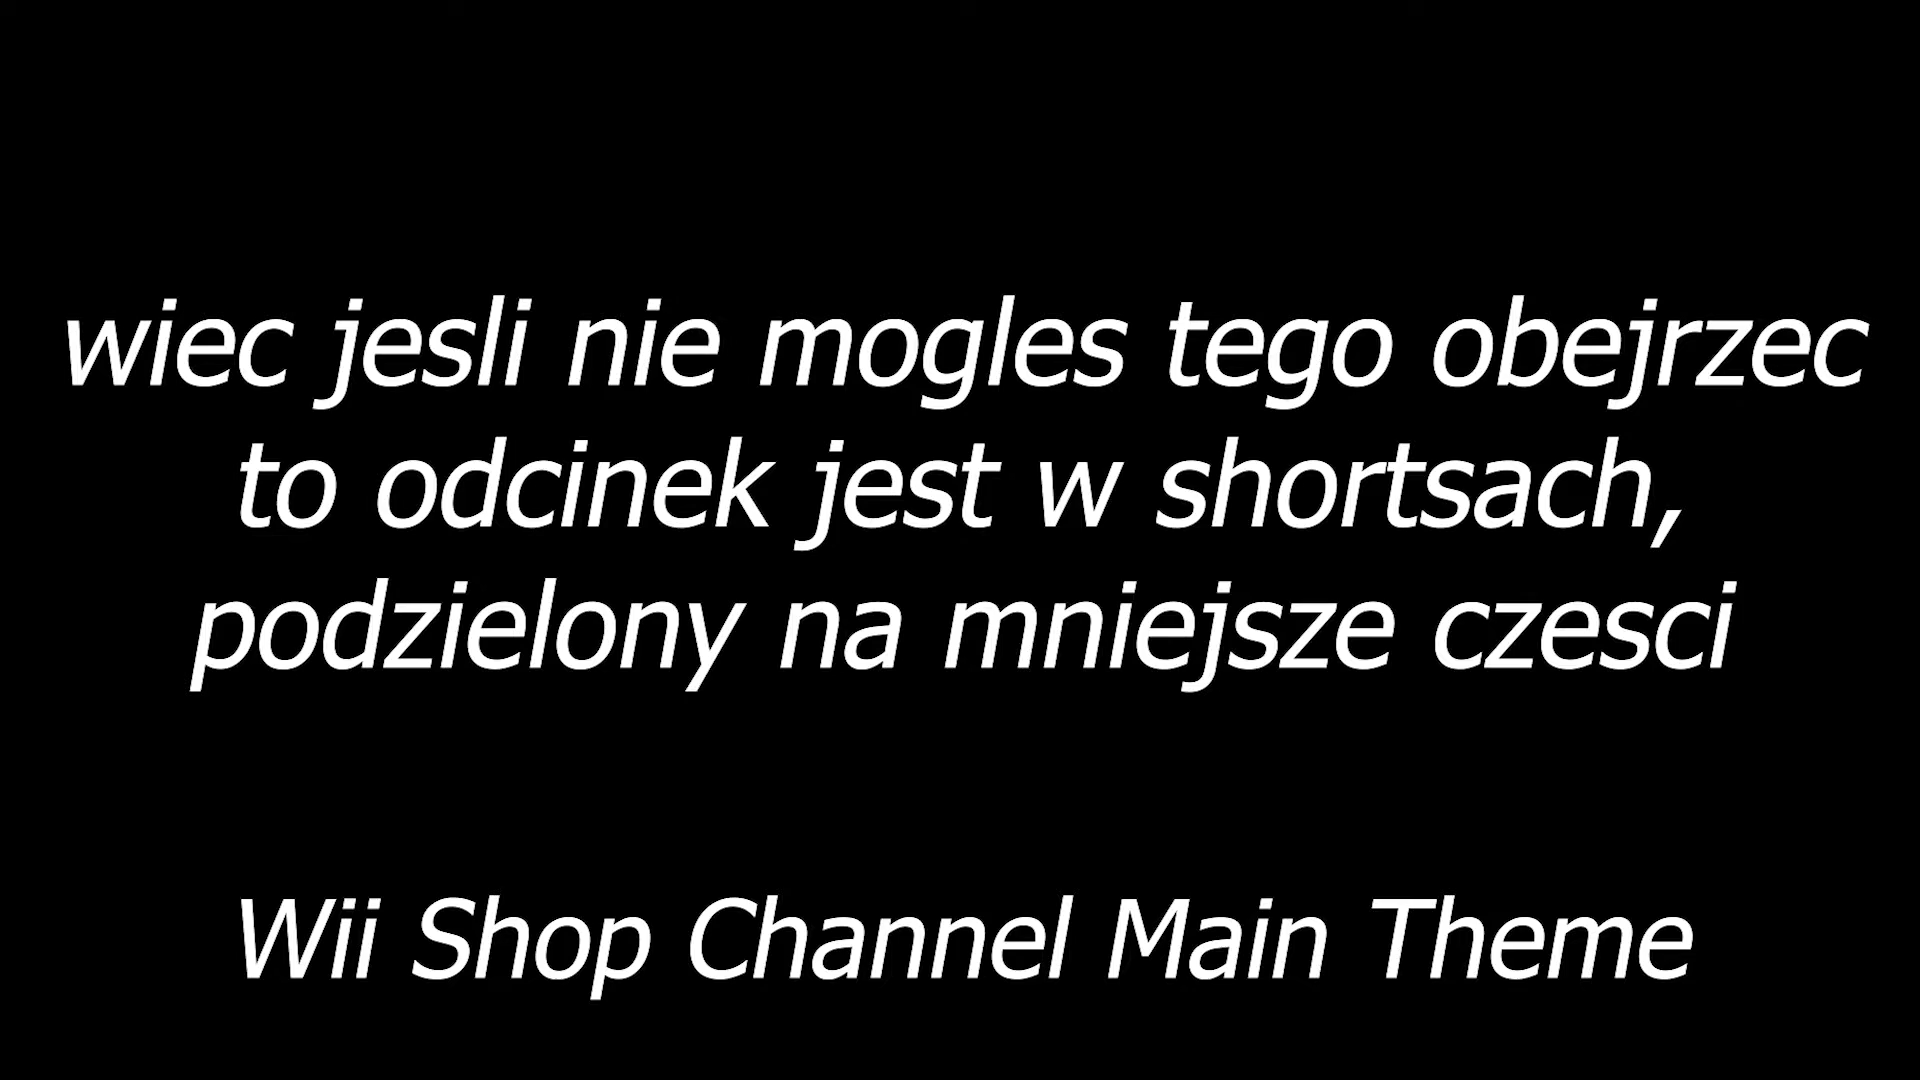 wiec jesli nie mogles tego obejrzec
to odcinek jest w shortsach,
podzielony na mniejsze czesci
Wii Shop Channel Main Theme